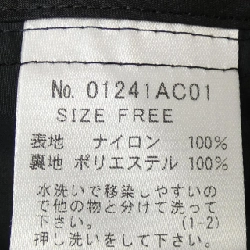 No. 01241AC01
SIZE FREE
表地 ナイロン 100%
裏地 ポリエステル 100%
水洗いで移染しやすいの
で他の物と分けて洗って
下さい。 (1-2)
押し洗いをして下さい。